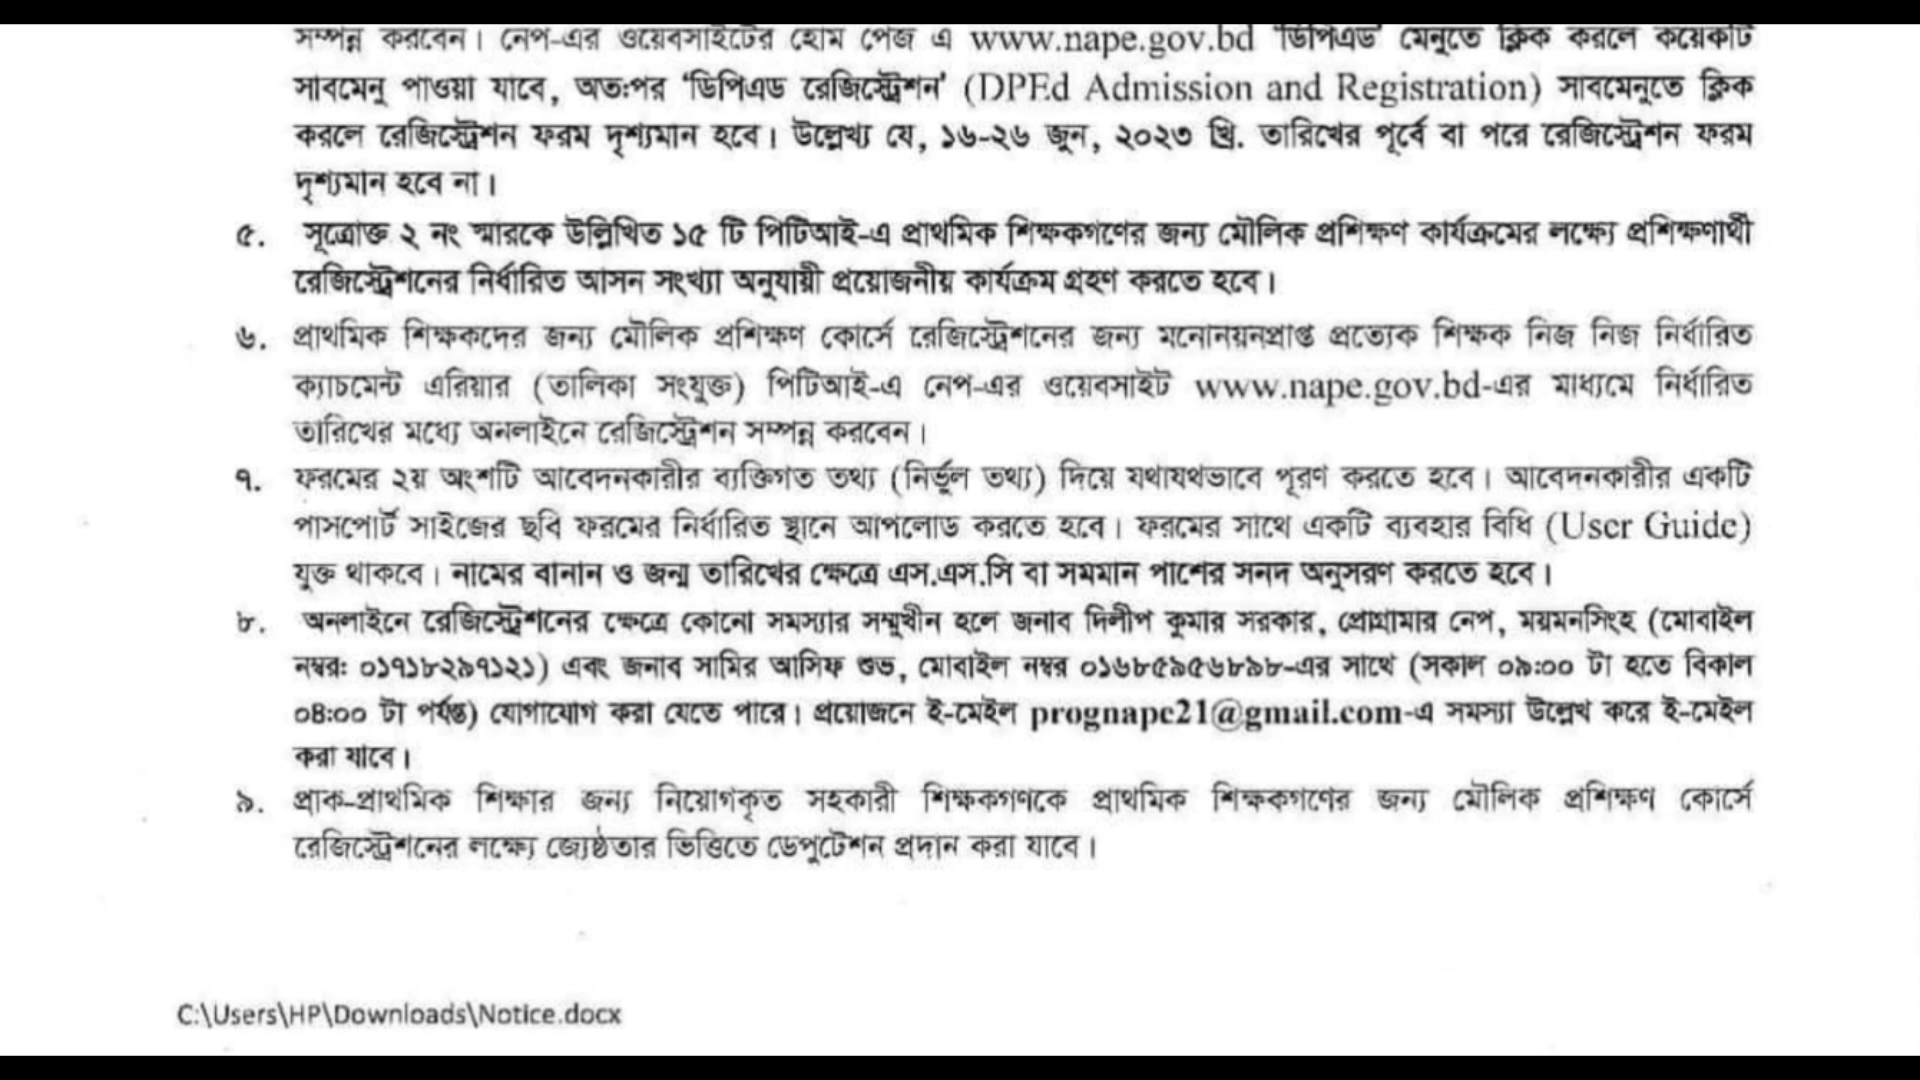 সম্পন্ন করবেন। নেপ-এর ওয়েবসাইটের হোম পেজ এ www.nape.gov.bd 'ডিপিএড' মেনুতে ক্লিক করলে কয়েকটি
সাবমেনু পাওয়া যাবে, অতঃপর 'ডিপিএড রেজিস্ট্রেশন' (DPEd Admission and Registration) সাবমেনুতে ক্লিক
করলে রেজিস্ট্রেশন ফরম দৃশ্যমান হবে। উল্লেখ্য যে, ১৬-২৬ জুন, ২০২৩ খ্রি. তারিখের পূর্বে বা পরে রেজিস্ট্রেশন ফরম
দৃশ্যমান হবে না।
৫. সূত্রোক্ত ২ নং স্মারকে উল্লিখিত ১৫ টি পিটিআই-এ প্রাথমিক শিক্ষকগণের জন্য মৌলিক প্রশিক্ষণ কার্যক্রমের লক্ষ্যে প্রশিক্ষণার্থী
রেজিস্ট্রেশনের নির্ধারিত আসন সংখ্যা অনুযায়ী প্রয়োজনীয় কার্যক্রম গ্রহণ করতে হবে।
৬. প্রাথমিক শিক্ষকদের জন্য মৌলিক প্রশিক্ষণ কোর্সে রেজিস্ট্রেশনের জন্য মনোনয়নপ্রাপ্ত প্রত্যেক শিক্ষক নিজ নিজ নির্ধারিত
ক্যাচমেন্ট এরিয়ার (তালিকা সংযুক্ত) পিটিআই-এ নেপ-এর ওয়েবসাইট www.nape.gov.bd-এর মাধ্যমে নির্ধারিত
তারিখের মধ্যে অনলাইনে রেজিস্ট্রেশন সম্পন্ন করবেন।
৭. ফরমের ২য় অংশটি আবেদনকারীর ব্যক্তিগত তথ্য (নির্ভুল তথ্য) দিয়ে যথাযথভাবে পূরণ করতে হবে। আবেদনকারীর একটি
পাসপোর্ট সাইজের ছবি ফরমের নির্ধারিত স্থানে আপলোড করতে হবে। ফরমের সাথে একটি ব্যবহার বিধি (User Guide)
যুক্ত থাকবে। নামের বানান ও জন্ম তারিখের ক্ষেত্রে এস.এস.সি বা সমমান পাশের সনদ অনুসরণ করতে হবে।
৮. অনলাইনে রেজিস্ট্রেশনের ক্ষেত্রে কোনো সমস্যার সম্মুখীন হলে জনাব দিলীপ কুমার সরকার, প্রোগ্রামার নেপ, ময়মনসিংহ (মোবাইল
নম্বরঃ ০১৭১৮২৯৭১২১) এবং জনাব সামির আসিফ শুভ, মোবাইল নম্বর ০১৬৮৫৯৫৬৮৯৮-এর সাথে (সকাল ০৯:০০ টা হতে বিকাল
০৪:০০ টা পর্যন্ত) যোগাযোগ করা যেতে পারে। প্রয়োজনে ই-মেইল prognape21@gmail.com-এ সমস্যা উল্লেখ করে ই-মেইল
করা যাবে।
৯. প্রাক-প্রাথমিক শিক্ষার জন্য নিয়োগকৃত সহকারী শিক্ষকগণকে প্রাথমিক শিক্ষকগণের জন্য মৌলিক প্রশিক্ষণ কোর্সে
রেজিস্ট্রেশনের লক্ষ্যে জ্যেষ্ঠতার ভিত্তিতে ডেপুটেশন প্রদান করা যাবে।
C:\Users\HP\Downloads\Notice.docx